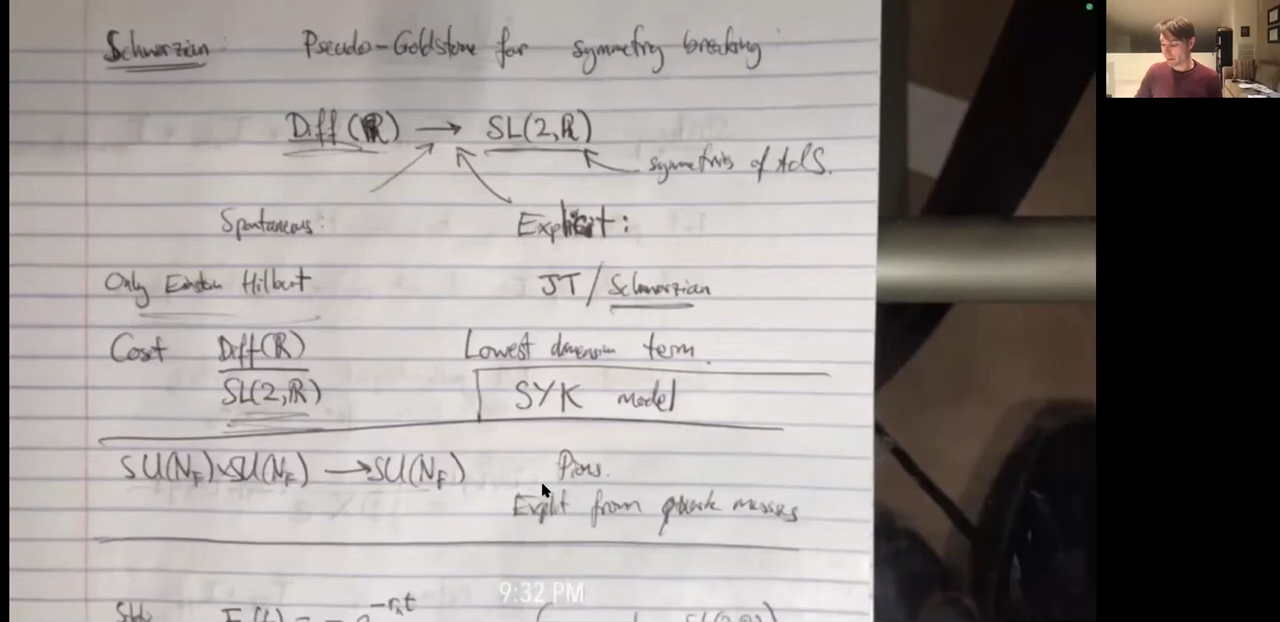 Schwarzian: Pseudo-Goldstone for symmetry breaking
Diff(R) → SL(2,R)
symmetries of AdS.
Spontaneous: Explicit:
Only Einstein Hilbert JT/Schwarzian
Coset Diff(R) Lowest dimension term.
SL(2,R) SYK model
SU(N_F)×SU(N_F) → SU(N_F) Pions.
Explit from quark masses
9:32 PM